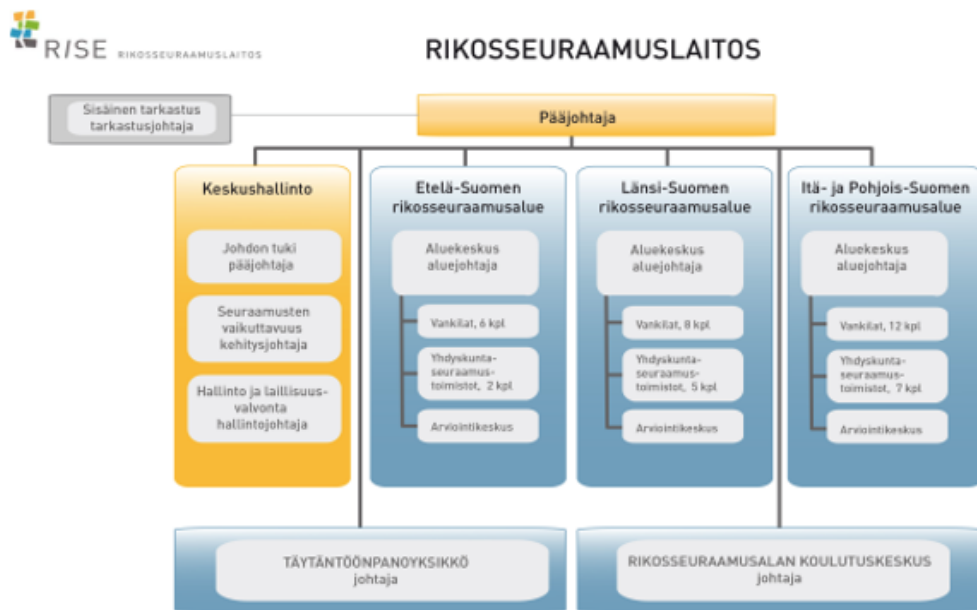 RISE RIKOSSEURAAMUSLAITOS
RIKOSSEURAAMUSLAITOS
Sisäinen tarkastus
tarkastusjohtaja
Pääjohtaja
Keskushallinto
Johdon tuki
pääjohtaja
Seuraamusten
vaikuttavuus
kehitysjohtaja
Hallinto ja laillisuus-
valvonta
hallintojohtaja
Etelä-Suomen
rikosseuraamusalue
Aluekeskus
aluejohtaja
Vankilat, 6 kpl
Yhdyskunta-
seuraamus-
toimistot, 2 kpl
Arviointikeskus
Länsi-Suomen
rikosseuraamusalue
Aluekeskus
aluejohtaja
Vankilat, 8 kpl
Yhdyskunta-
seuraamus-
toimistot, 5 kpl
Arviointikeskus
Itä- ja Pohjois-Suomen
rikosseuraamusalue
Aluekeskus
aluejohtaja
Vankilat, 12 kpl
Yhdyskunta-
seuraamus-
toimistot, 7 kpl
Arviointikeskus
TÄYTÄNTÖÖNPANOYKSIKKÖ
johtaja
RIKOSSEURAAMUSALAN KOULUTUSKESKUS
johtaja